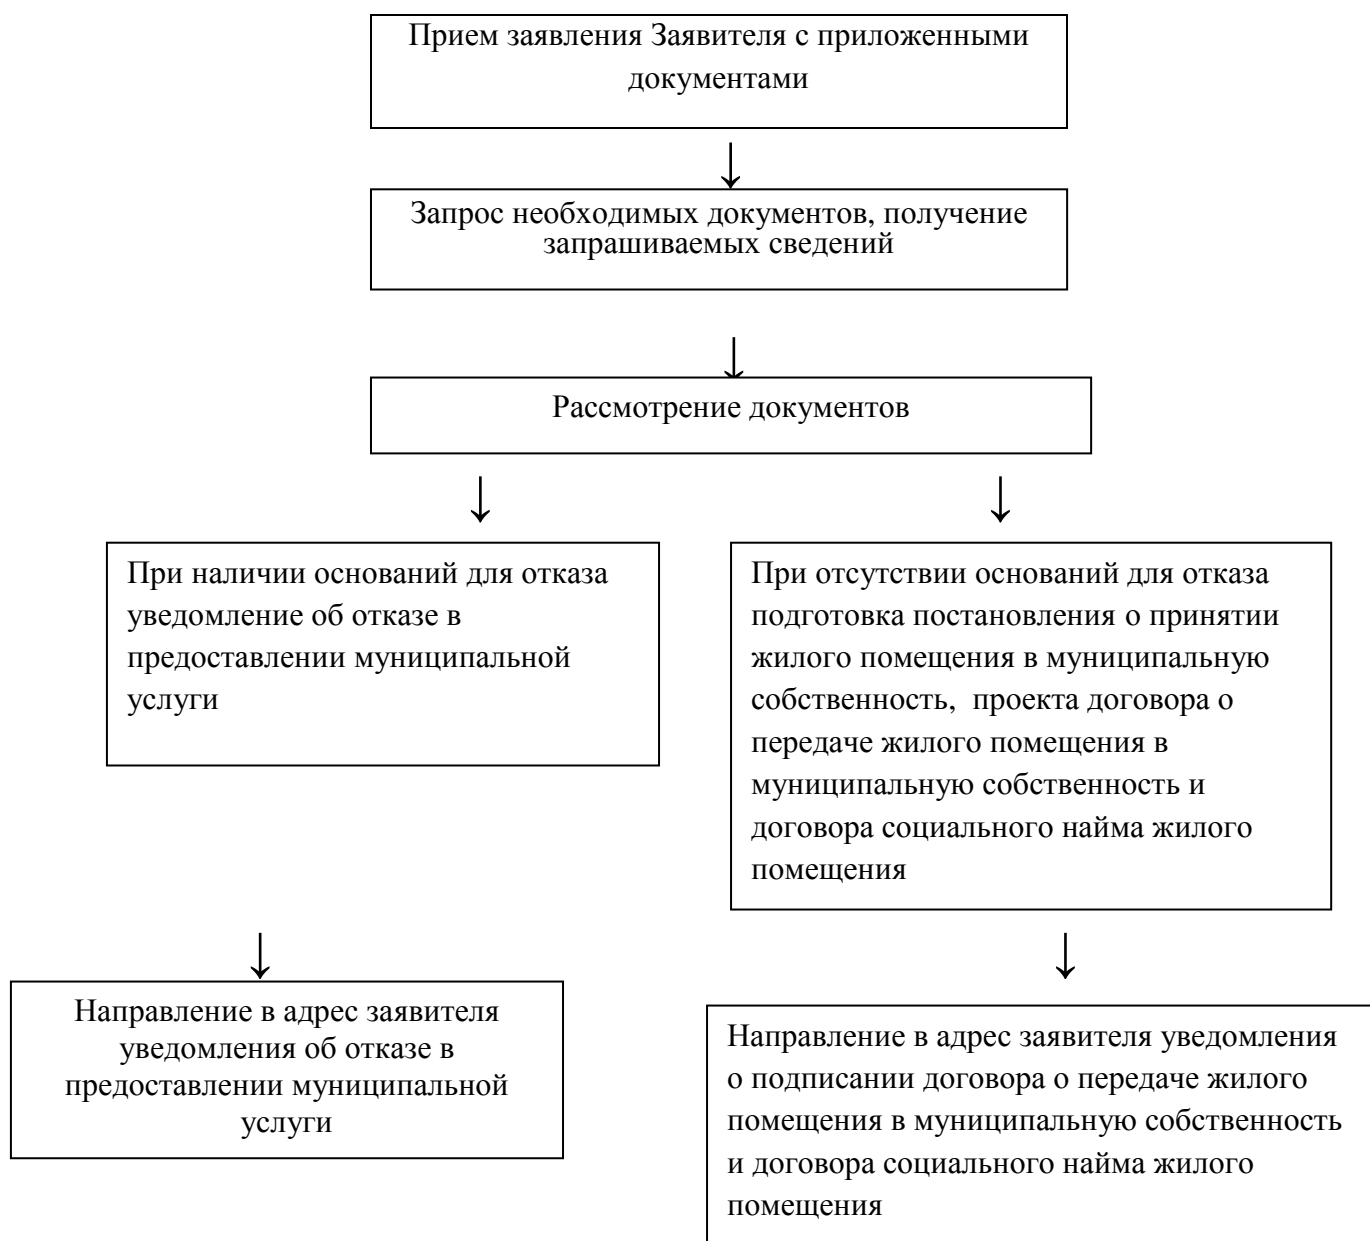 Прием заявления Заявителя с приложенными
документами
Запрос необходимых документов, получение
запрашиваемых сведений
Рассмотрение документов
При наличии оснований для отказа
уведомление об отказе в
предоставлении муниципальной
услуги
При отсутствии оснований для отказа
подготовка постановления о принятии
жилого помещения в муниципальную
собственность, проекта договора о
передаче жилого помещения в
муниципальную собственность и
договора социального найма жилого
помещения
Направление в адрес заявителя
уведомления об отказе в
предоставлении муниципальной
услуги
Направление в адрес заявителя уведомления
о подписании договора о передаче жилого
помещения в муниципальную собственность
и договора социального найма жилого
помещения